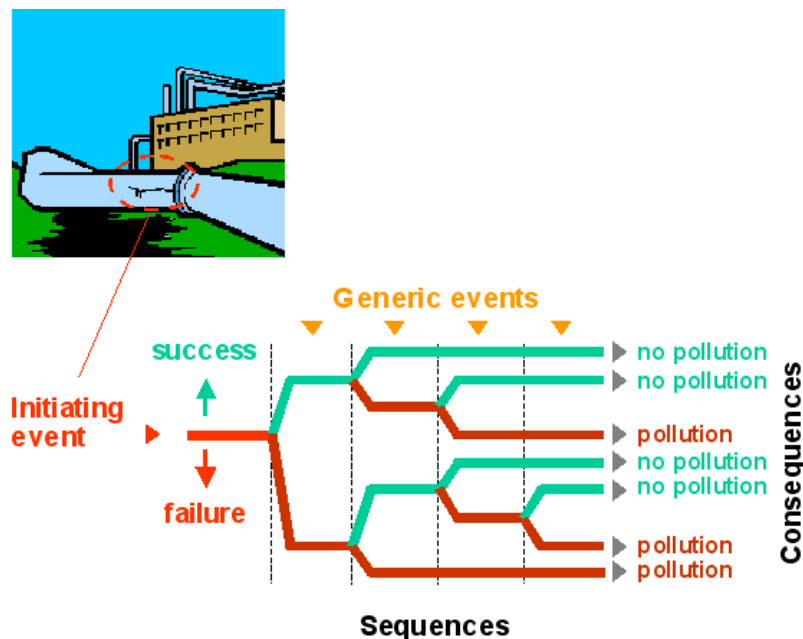 Generic events
success
no pollution
no pollution
Initiating
event
pollution
no pollution
failure
no pollution
pollution
pollution
Consequences
Sequences